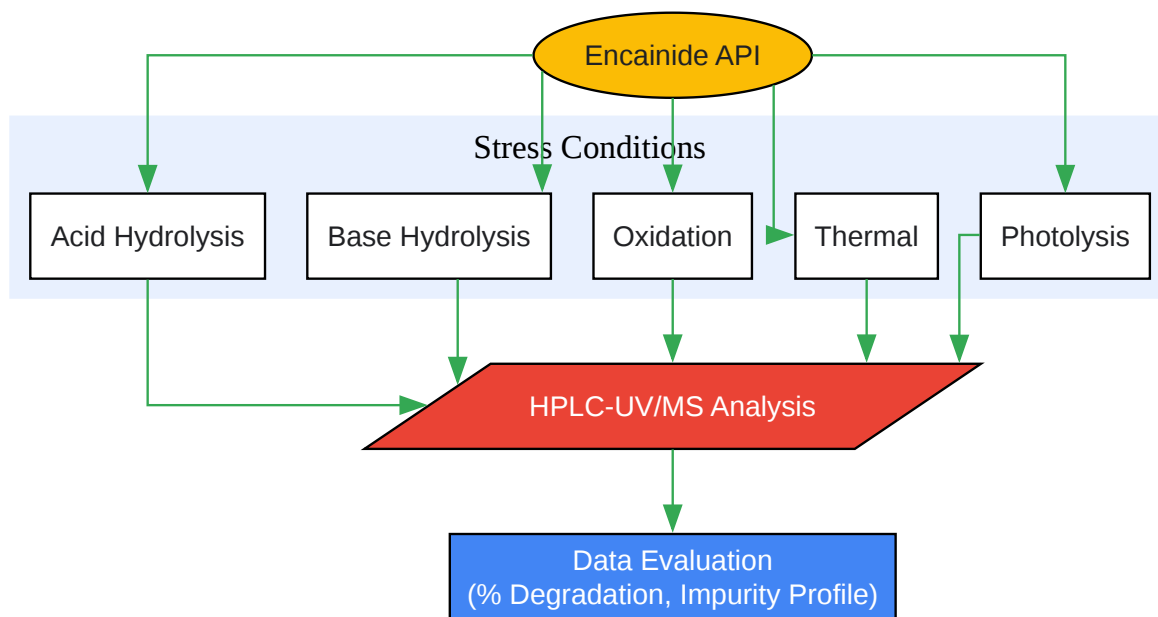 Encainide API
Stress Conditions
Acid Hydrolysis
Base Hydrolysis
Oxidation
Thermal
Photolysis
HPLC-UV/MS Analysis
Data Evaluation
(% Degradation, Impurity Profile)